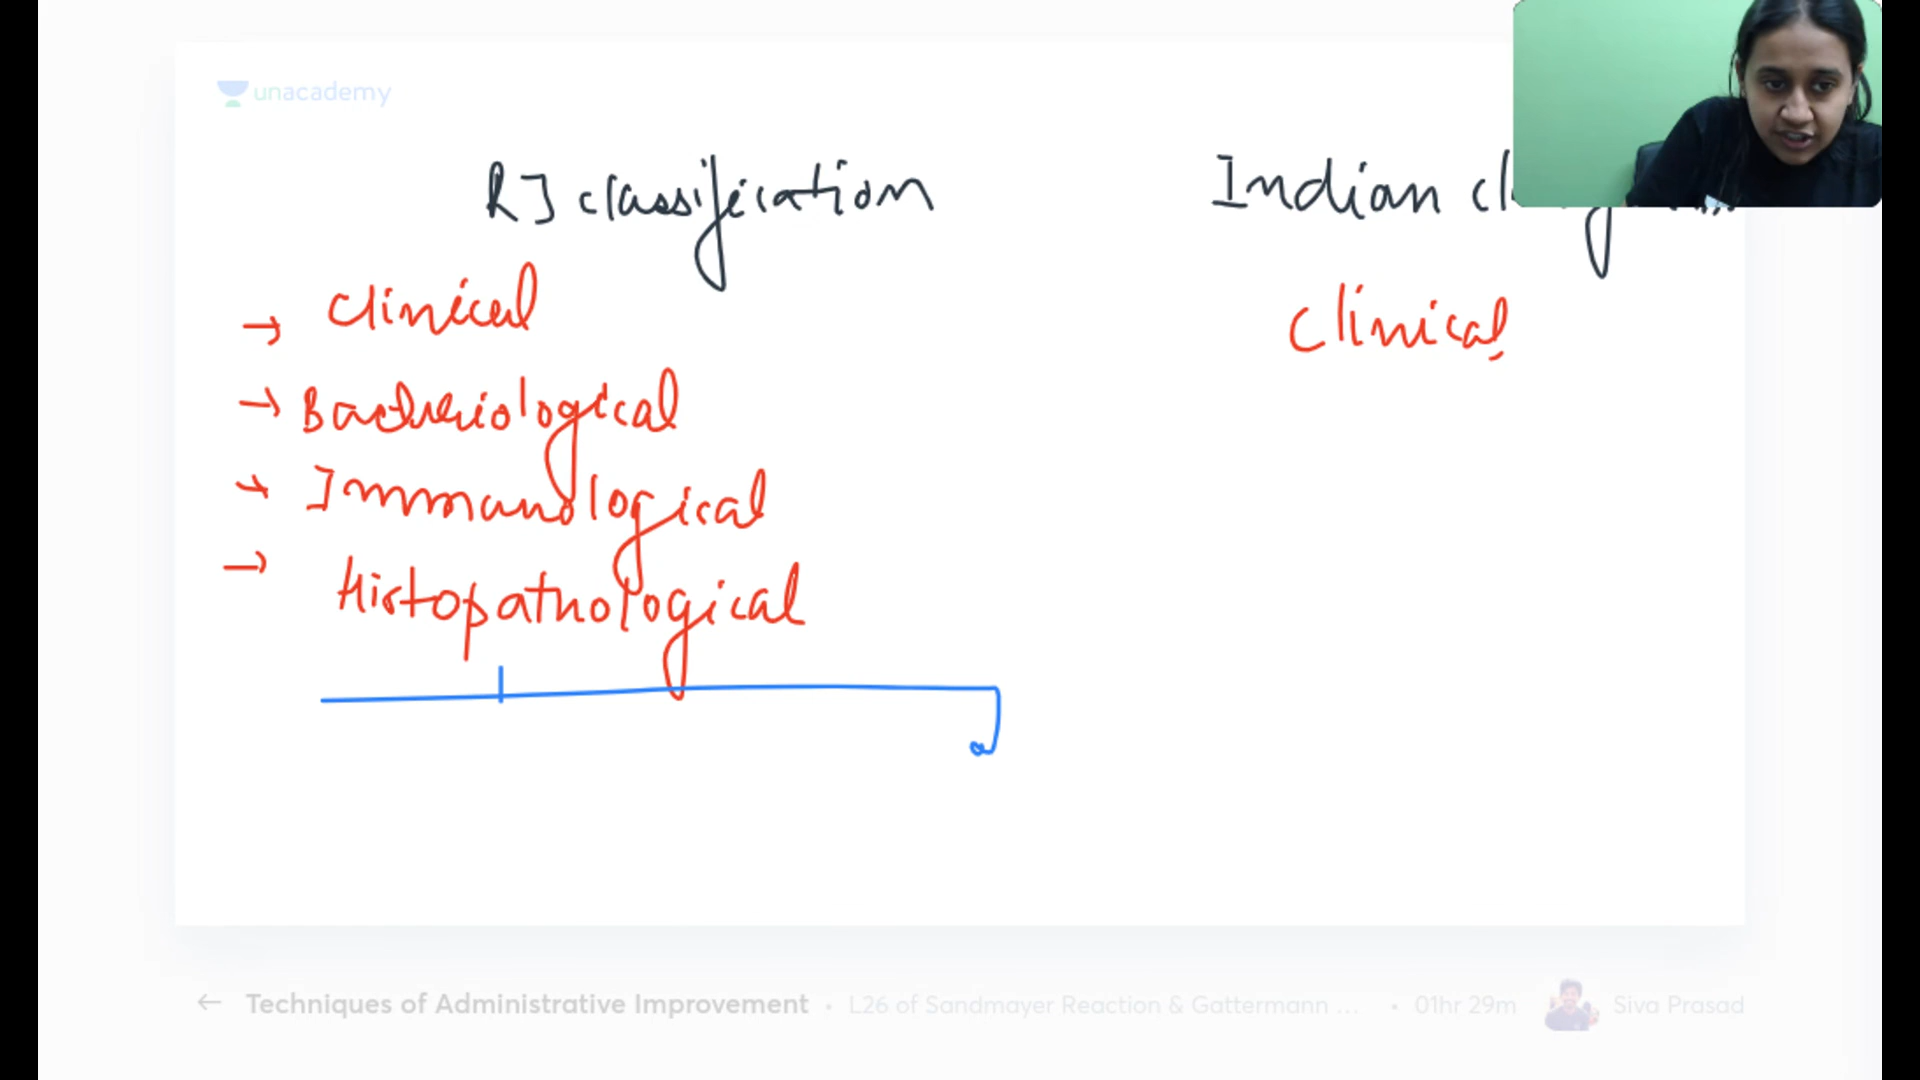 unacademy
RJ classification
Indian
Clinical
Clinical
→ Bacteriological
→ Immunological
→ Histopathological
← Techniques of Administrative Improvement • L26 of Sandmayer Reaction & Gattermann ... • 01hr 29m Siva Prasad